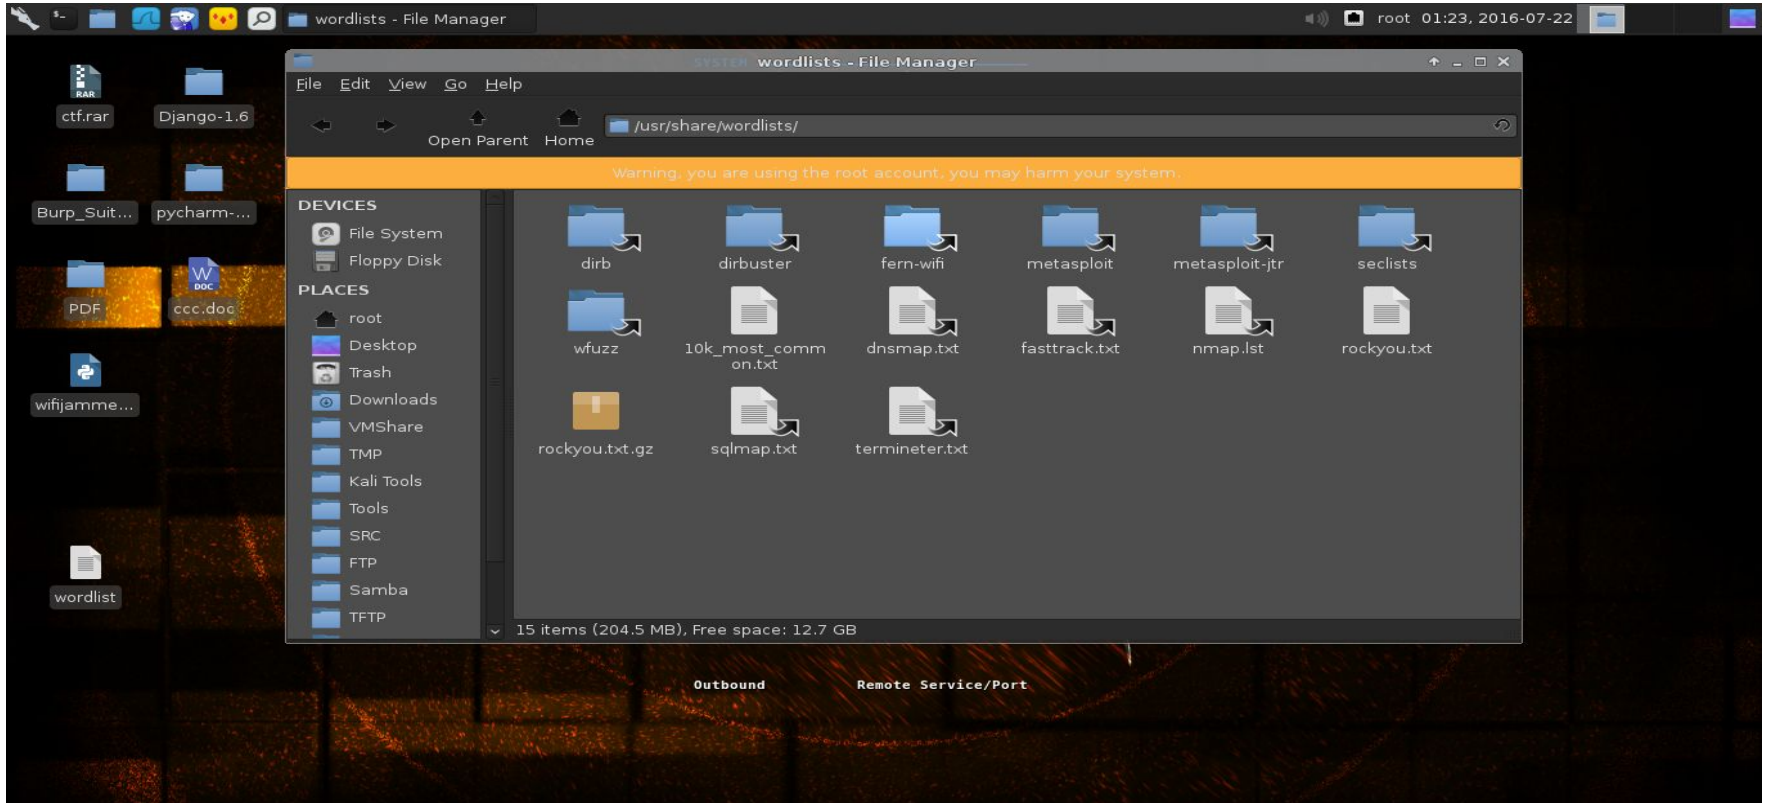 wordlists - File Manager
root 01:23, 2016-07-22
SYSTEM wordlists - File Manager
File Edit View Go Help
Open Parent Home /usr/share/wordlists/
Warning, you are using the root account, you may harm your system.
RAR
ctf.rar
Django-1.6
Burp_Suit...
pycharm-...
PDF
W
DOC
ccc.doc
wifijamme...
wordlist
DEVICES
File System
Floppy Disk
PLACES
root
Desktop
Trash
Downloads
VMShare
TMP
Kali Tools
Tools
SRC
FTP
Samba
TFTP
dirb
dirbuster
fern-wifi
metasploit
metasploit-jtr
seclists
wfuzz
10k_most_comm
on.txt
dnsmap.txt
fasttrack.txt
nmap.lst
rockyou.txt
rockyou.txt.gz
sqlmap.txt
termineter.txt
15 items (204.5 MB), Free space: 12.7 GB
Outbound Remote Service/Port